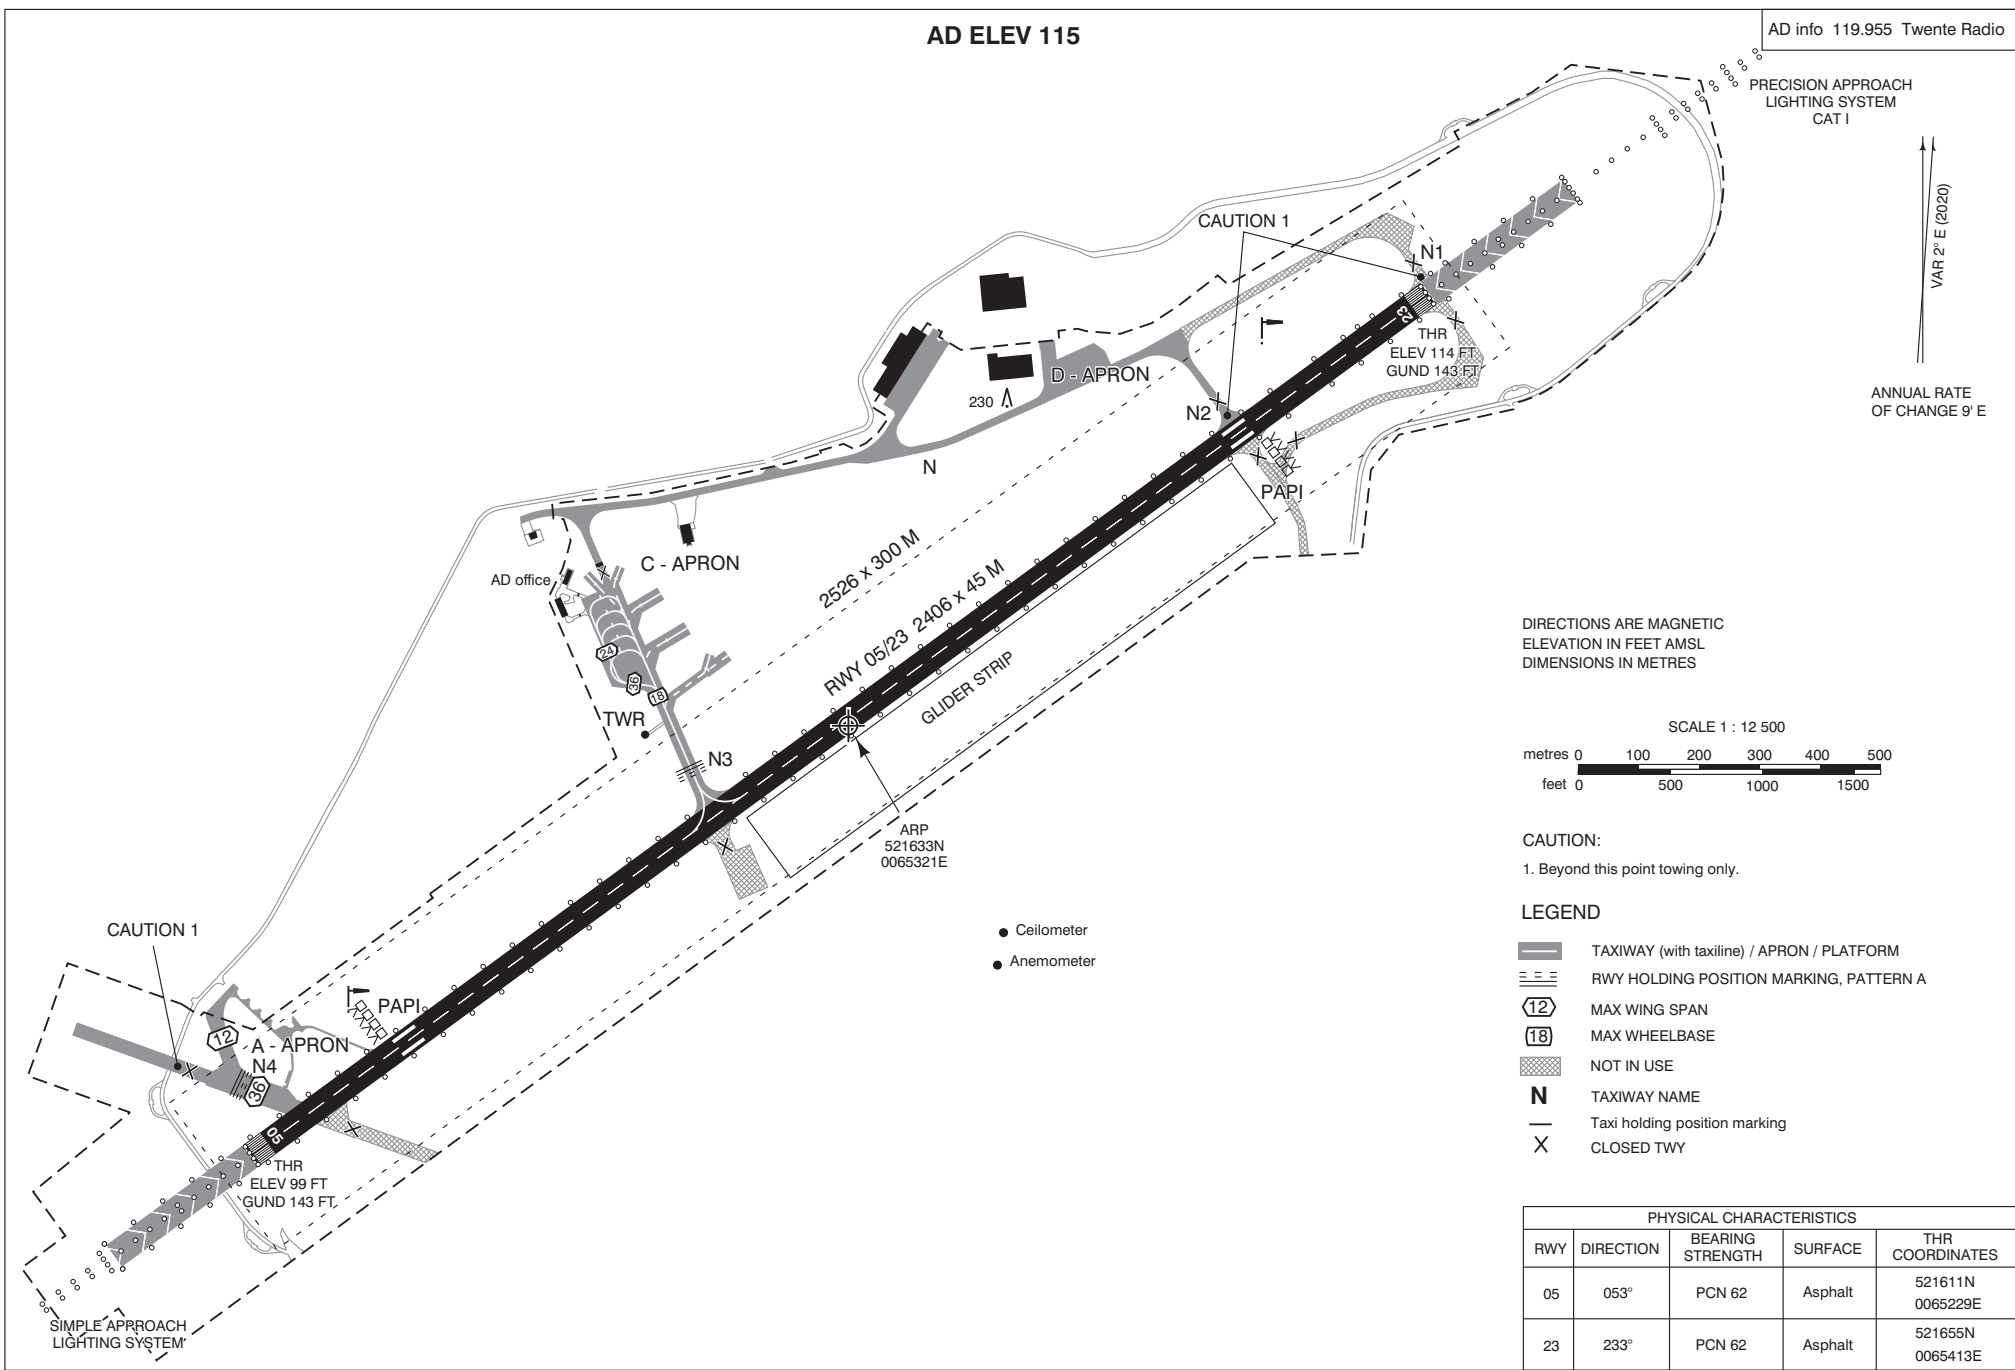 AD ELEV 115
AD info 119.955 Twente Radio
PRECISION APPROACH
LIGHTING SYSTEM
CAT I
VAR 2° E (2020)
ANNUAL RATE
OF CHANGE 9' E
CAUTION 1
N1
23
THR
ELEV 114 FT
GUND 143 FT
D - APRON
230
N2
N
PAPI
C - APRON
AD office
2526 x 300 M
RWY 05/23 2406 x 45 M
GLIDER STRIP
24
36
18
TWR
N3
ARP
521633N
0065321E
Ceilometer
Anemometer
CAUTION 1
PAPI
12
A - APRON
N4
36
05
THR
ELEV 99 FT
GUND 143 FT
SIMPLE APPROACH
LIGHTING SYSTEM
DIRECTIONS ARE MAGNETIC
ELEVATION IN FEET AMSL
DIMENSIONS IN METRES
SCALE 1 : 12 500
metres 0 100 200 300 400 500
feet 0 500 1000 1500
CAUTION:
1. Beyond this point towing only.
LEGEND
TAXIWAY (with taxiline) / APRON / PLATFORM
RWY HOLDING POSITION MARKING, PATTERN A
12 MAX WING SPAN
18 MAX WHEELBASE
NOT IN USE
N TAXIWAY NAME
Taxi holding position marking
X CLOSED TWY
PHYSICAL CHARACTERISTICS
RWY DIRECTION BEARING STRENGTH SURFACE THR COORDINATES
05 053° PCN 62 Asphalt 521611N 0065229E
23 233° PCN 62 Asphalt 521655N 0065413E